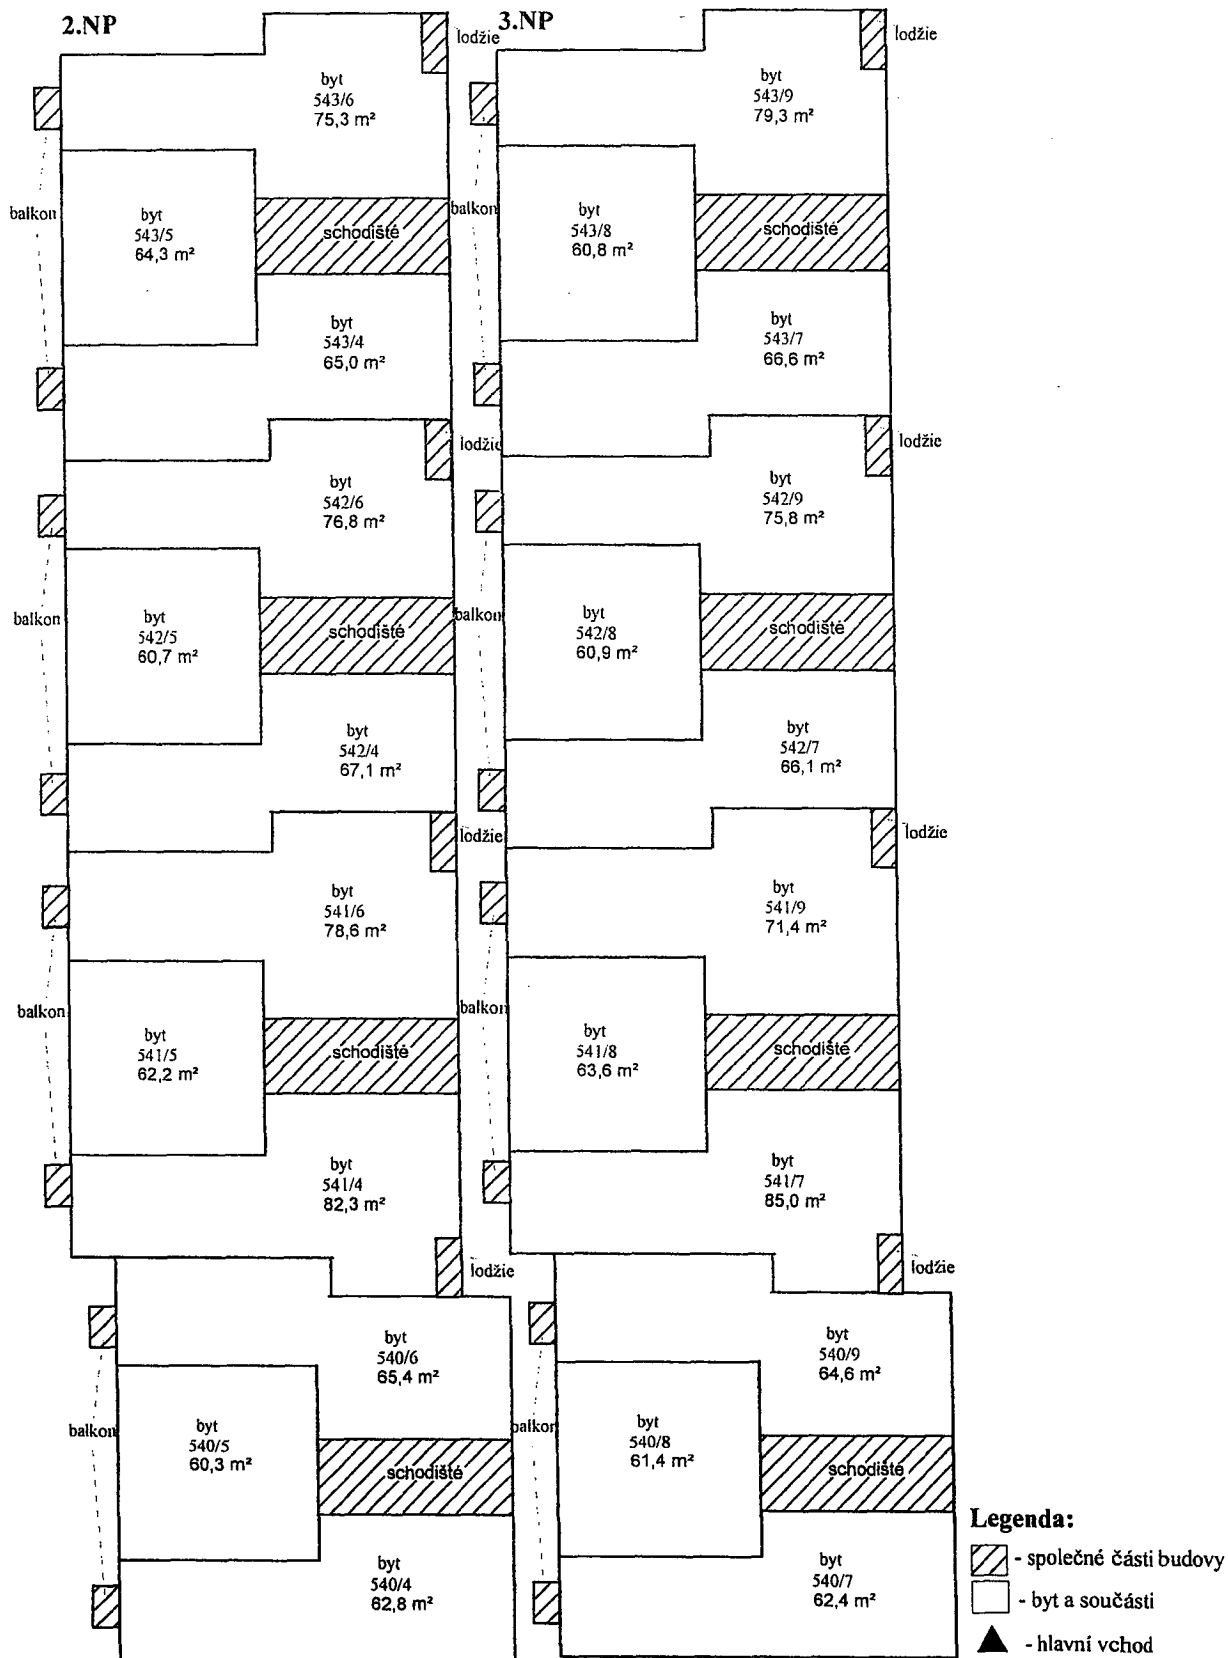 2.NP
lodžie
byt
543/6
75,3 m²
balkon
byt
543/5
64,3 m²
schodiště
byt
543/4
65,0 m²
lodžie
byt
542/6
76,8 m²
balkon
byt
542/5
60,7 m²
schodiště
byt
542/4
67,1 m²
lodžie
byt
541/6
78,6 m²
balkon
byt
541/5
62,2 m²
schodiště
byt
541/4
82,3 m²
lodžie
byt
540/6
65,4 m²
balkon
byt
540/5
60,3 m²
schodiště
byt
540/4
62,8 m²
3.NP
lodžie
byt
543/9
79,3 m²
balkon
byt
543/8
60,8 m²
schodiště
byt
543/7
66,6 m²
lodžie
byt
542/9
75,8 m²
balkon
byt
542/8
60,9 m²
schodiště
byt
542/7
66,1 m²
lodžie
byt
541/9
71,4 m²
balkon
byt
541/8
63,6 m²
schodiště
byt
541/7
85,0 m²
lodžie
byt
540/9
64,6 m²
balkon
byt
540/8
61,4 m²
schodiště
byt
540/7
62,4 m²
Legenda:
- společné části budovy
- byt a součásti
- hlavní vchod